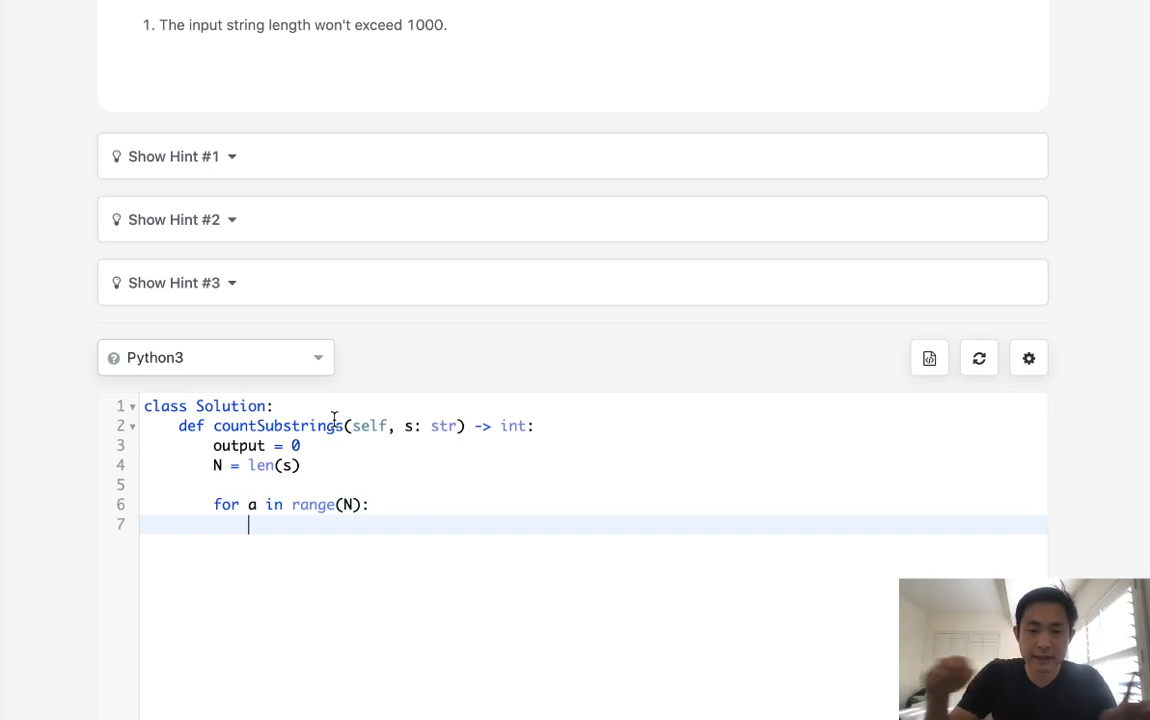 1. The input string length won't exceed 1000.
Show Hint #1
Show Hint #2
Show Hint #3
Python3
1 class Solution:
2     def countSubstrings(self, s: str) -> int:
3         output = 0
4         N = len(s)
5
6         for a in range(N):
7